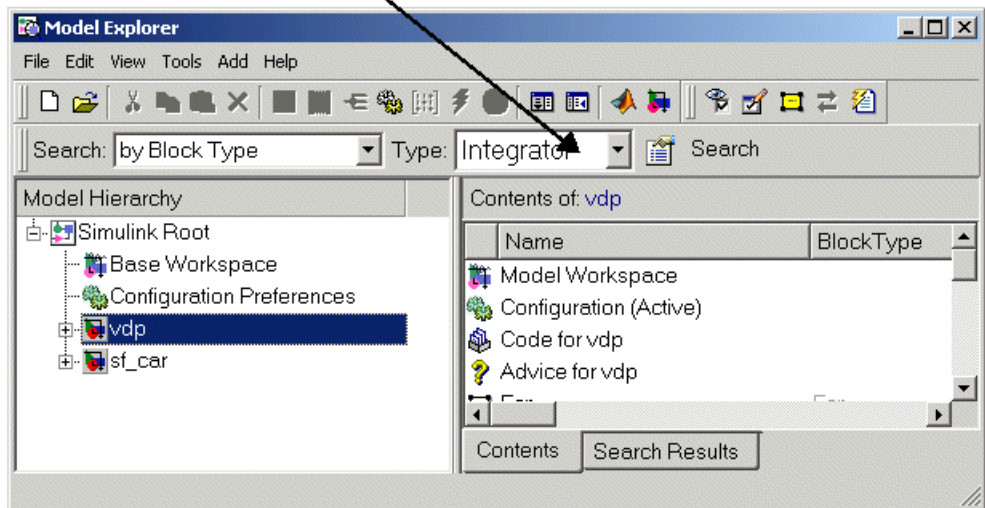 Model Explorer
File Edit View Tools Add Help
Search: by Block Type Type: Integrator Search
Model Hierarchy
Simulink Root
Base Workspace
Configuration Preferences
vdp
sf_car
Contents of: vdp
Name BlockType
Model Workspace
Configuration (Active)
Code for vdp
Advice for vdp
Contents Search Results